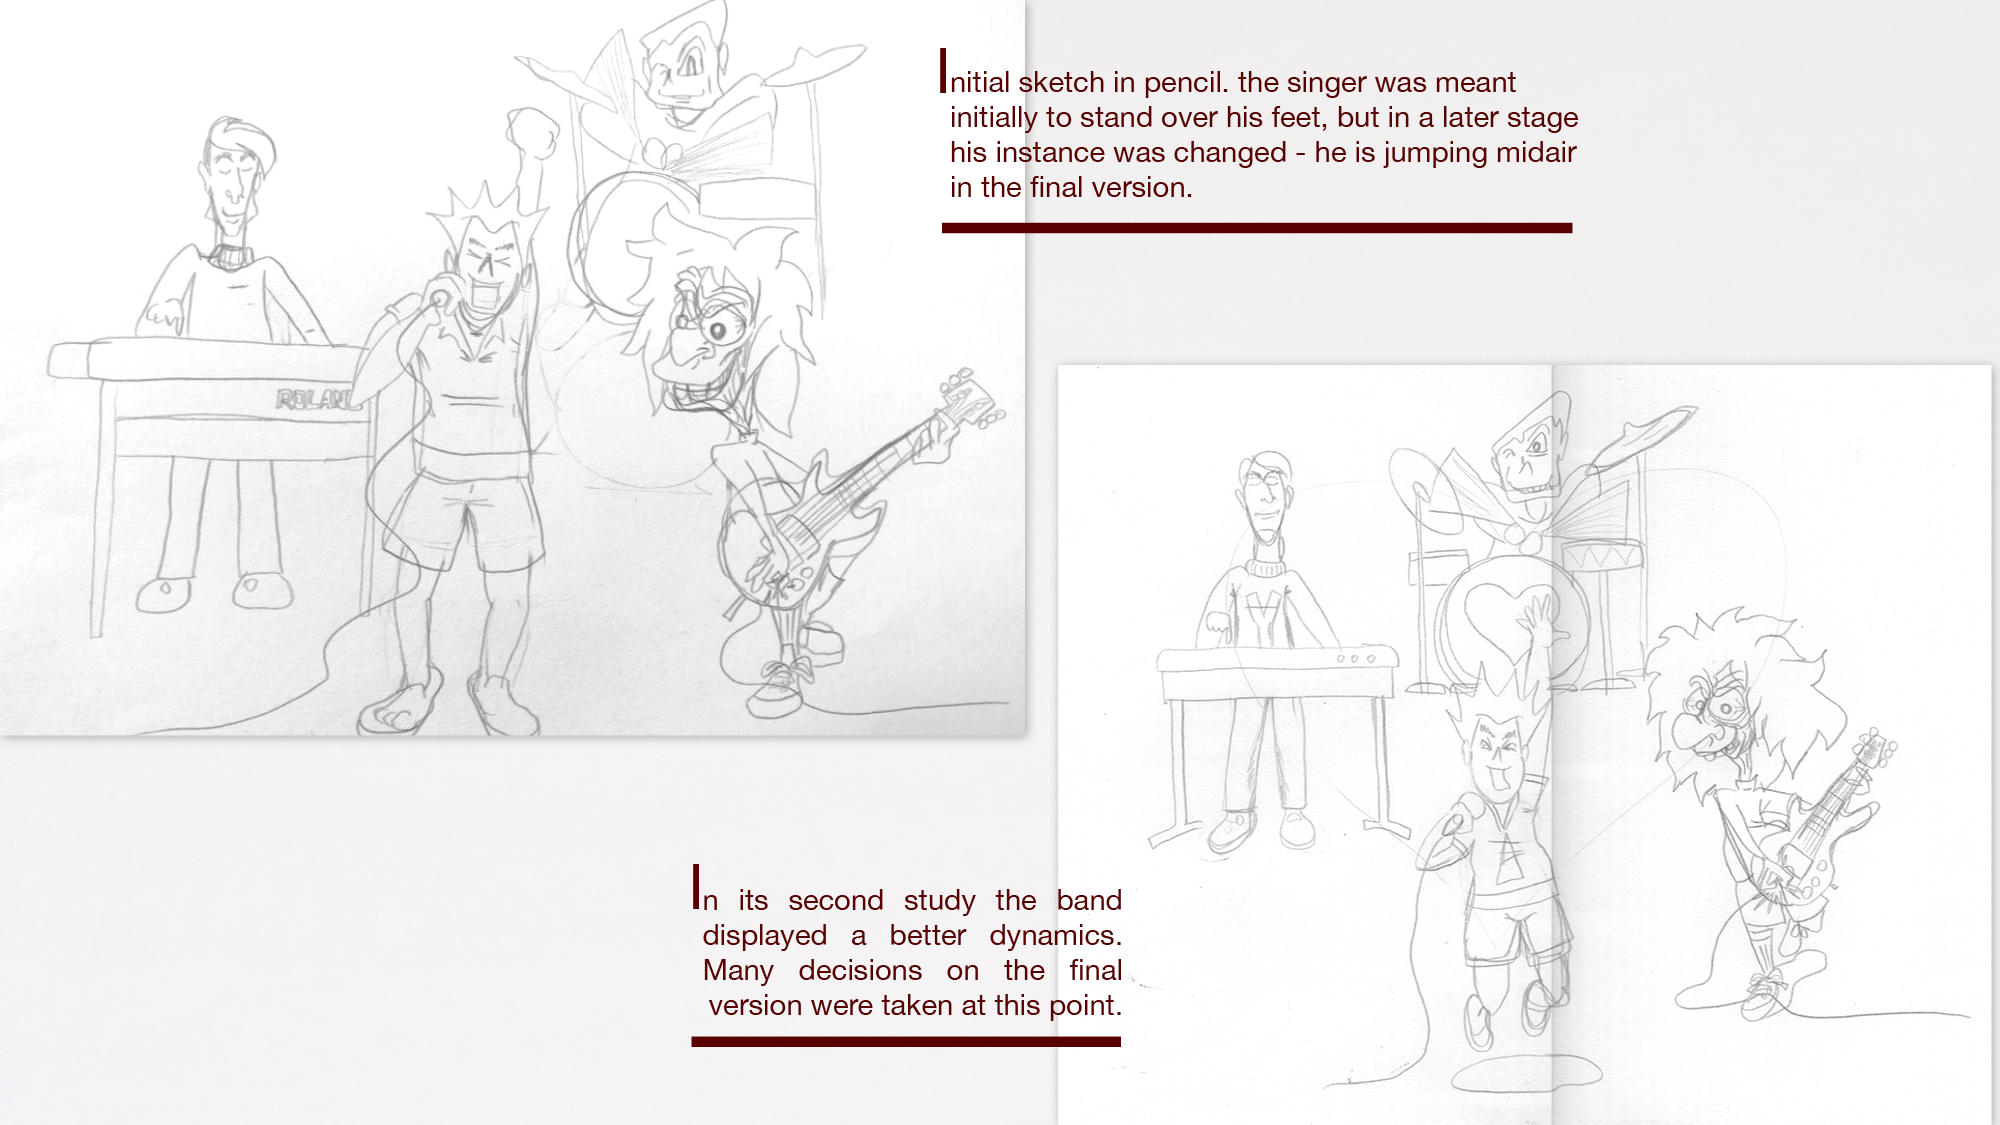 Initial sketch in pencil. the singer was meant
initially to stand over his feet, but in a later stage
his instance was changed - he is jumping midair
in the final version.
ROLAND
In its second study the band
displayed a better dynamics.
Many decisions on the final
version were taken at this point.
Y
A